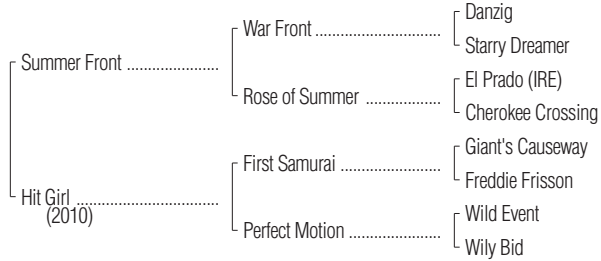 Danzig
War Front
Starry Dreamer
Summer Front
El Prado (IRE)
Rose of Summer
Cherokee Crossing
Giant's Causeway
First Samurai
Freddie Frisson
Hit Girl
(2010)
Wild Event
Perfect Motion
Wily Bid